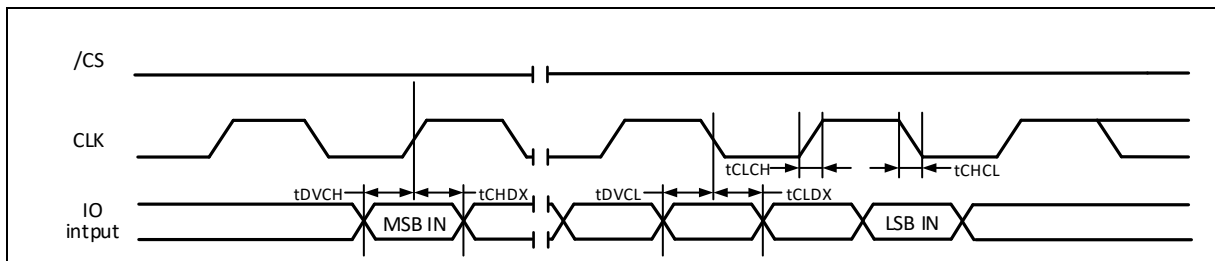 /CS
CLK
tCLCH
tCHCL
tDVCH
tCHDX
tDVCL
tCLDX
IO
intput
MSB IN
LSB IN